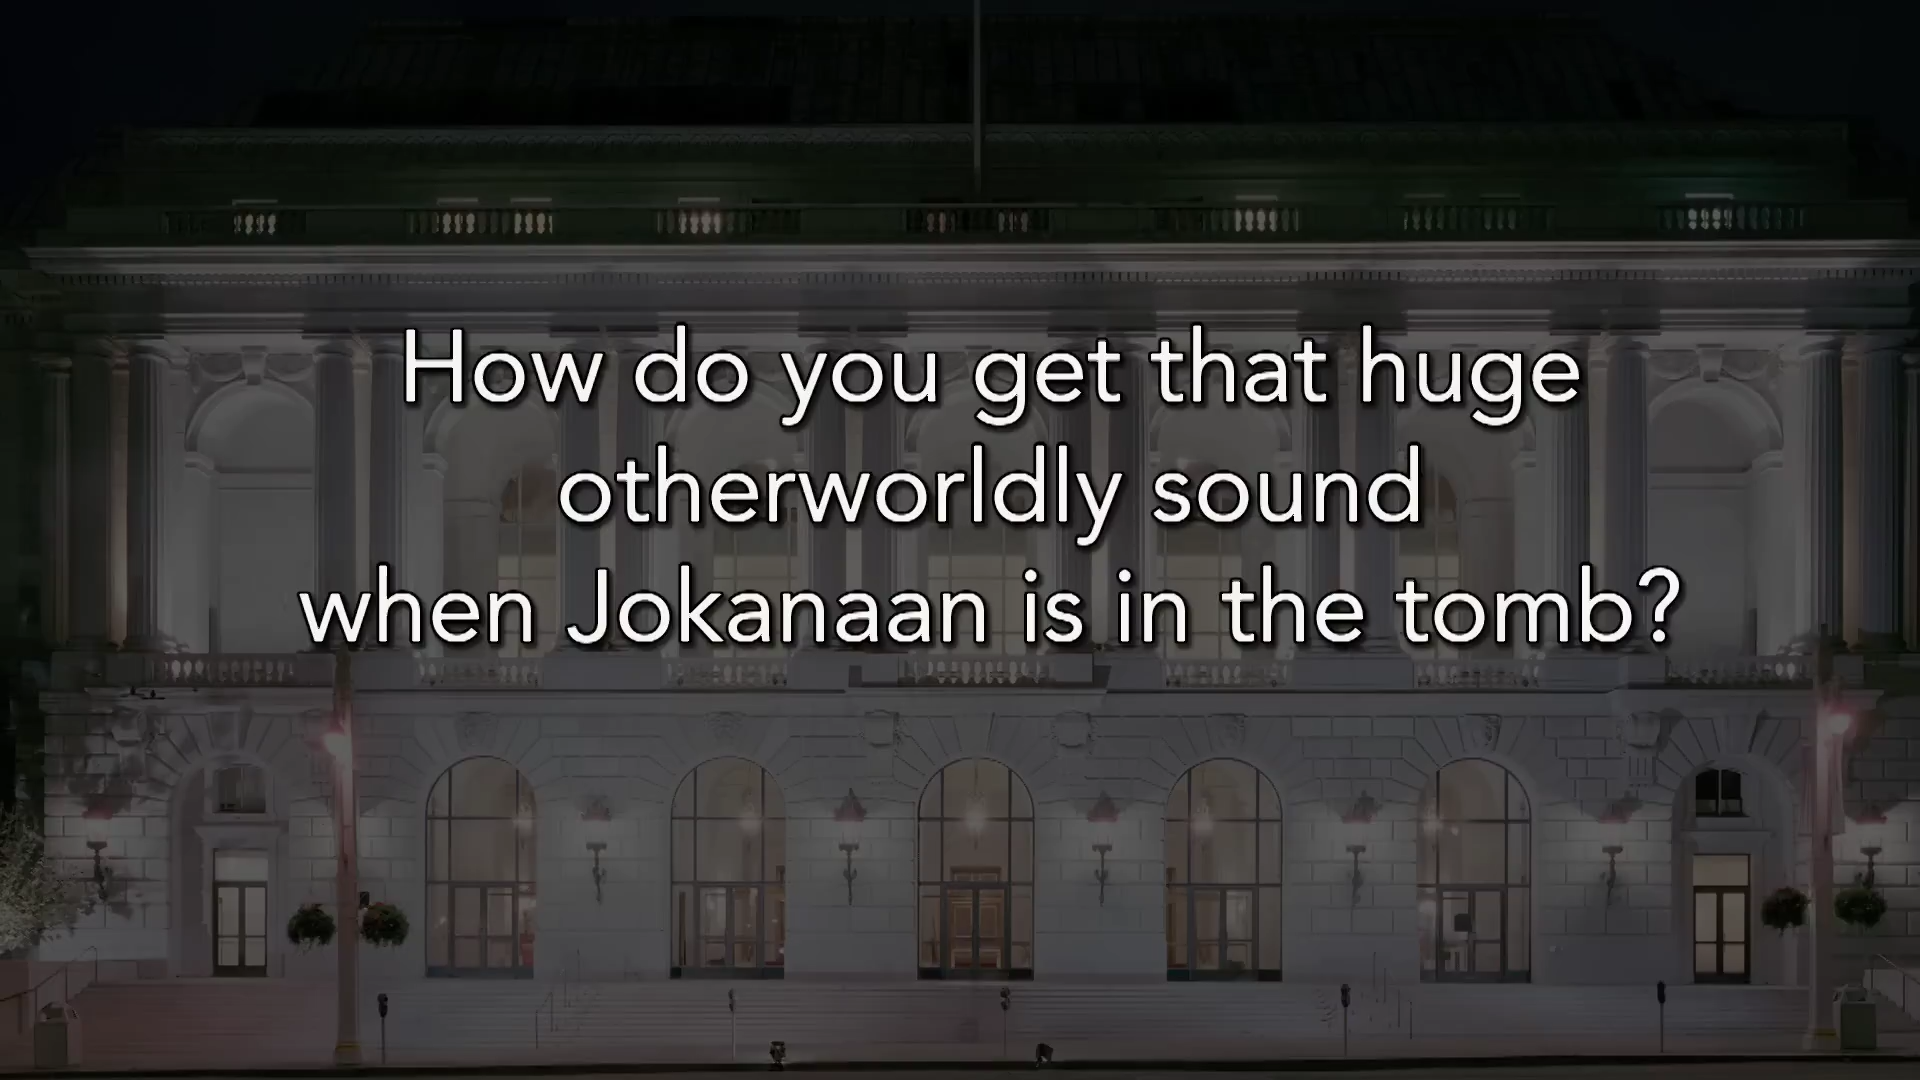 How do you get that huge
otherworldly sound
when Jokanaan is in the tomb?